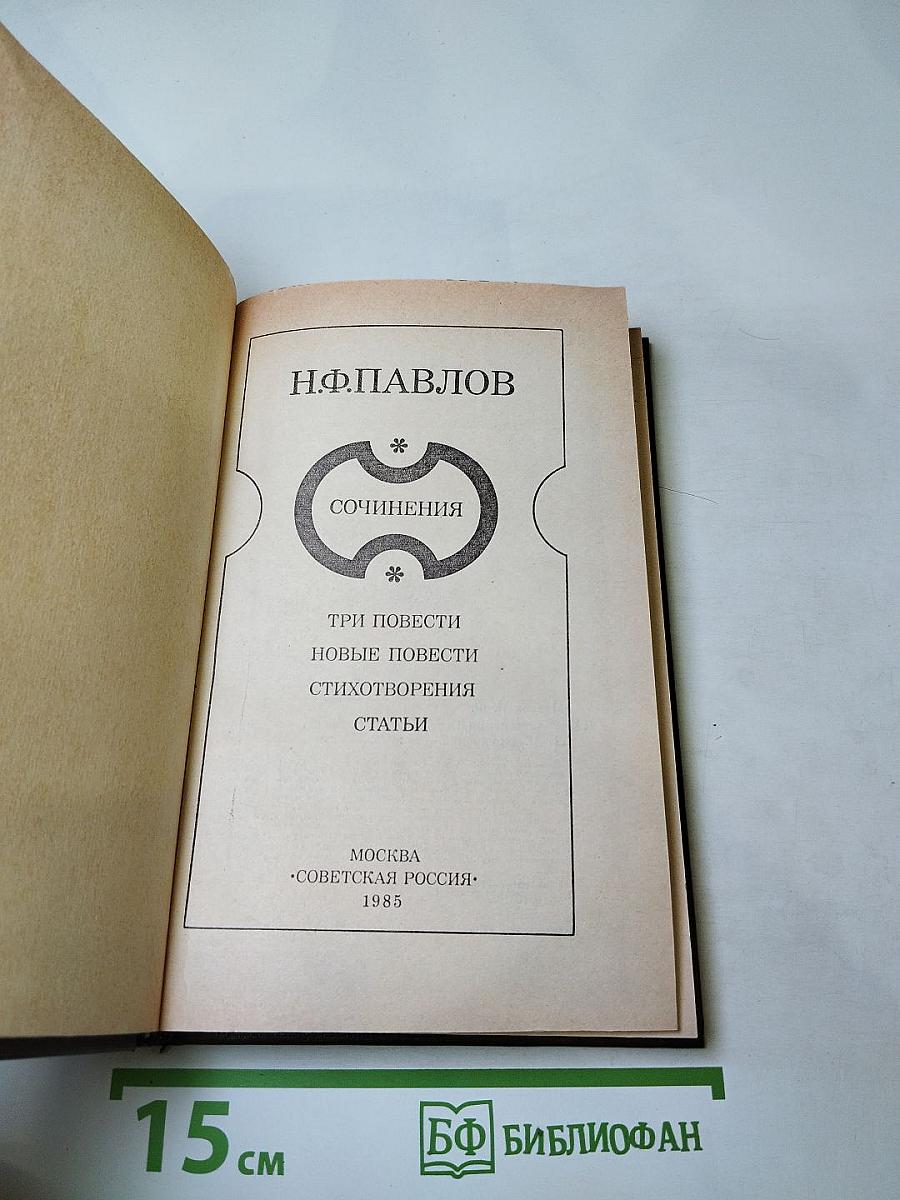 Н.Ф.ПАВЛОВ
*
СОЧИНЕНИЯ
*
ТРИ ПОВЕСТИ
НОВЫЕ ПОВЕСТИ
СТИХОТВОРЕНИЯ
СТАТЬИ
МОСКВА
·СОВЕТСКАЯ РОССИЯ·
1985
15 см
БФ БИБЛИОФАН